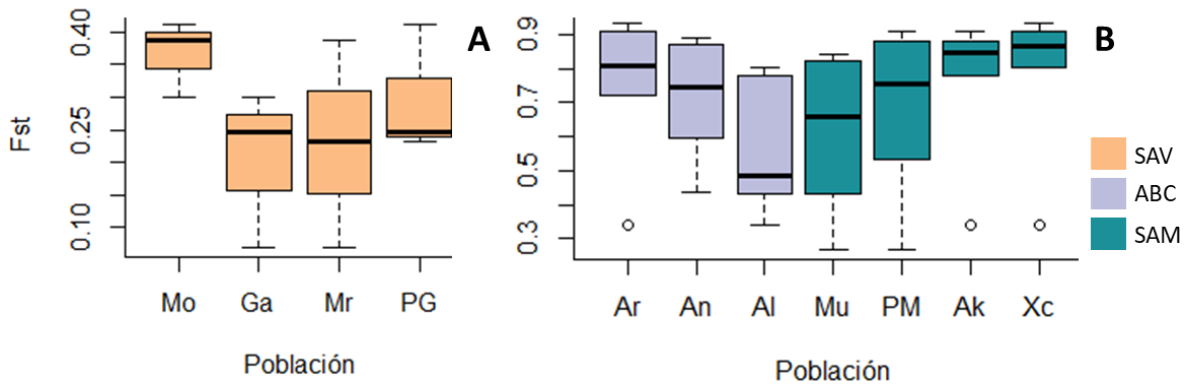 A
Fst
0.40
0.25
0.10
Mo Ga Mr PG
Población
B
0.9
0.7
0.5
0.3
Ar An Al Mu PM Ak Xc
Población
SAV
ABC
SAM